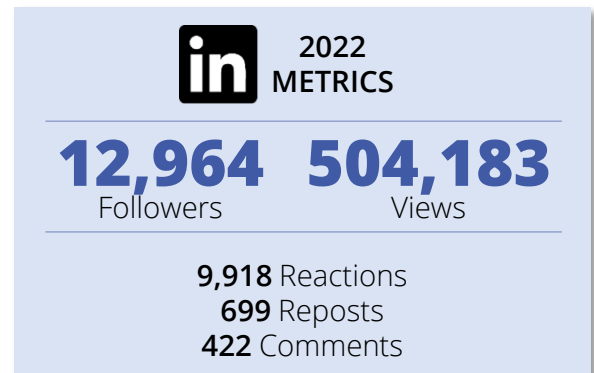 in
2022
METRICS
12,964 504,183
Followers Views
9,918 Reactions
699 Reposts
422 Comments